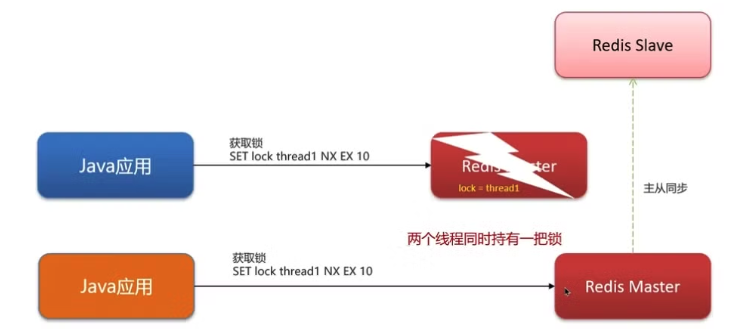 Redis Slave
获取锁
SET lock thread1 NX EX 10
Java应用
Redis Master
lock = thread1
主从同步
两个线程同时持有一把锁
获取锁
SET lock thread1 NX EX 10
Java应用
Redis Master